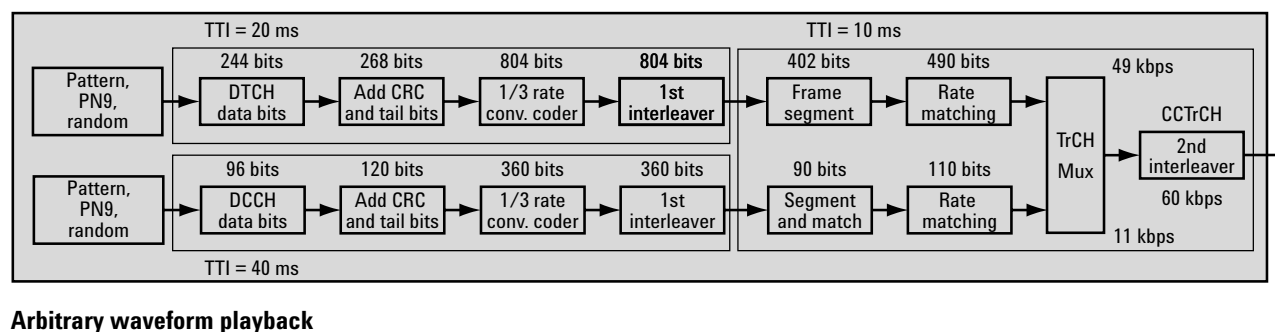 TTI = 20 ms
TTI = 10 ms
244 bits
268 bits
804 bits
804 bits
402 bits
490 bits
49 kbps
Pattern,
PN9,
random
DTCH
data bits
Add CRC
and tail bits
1/3 rate
conv. coder
1st
interleaver
Frame
segment
Rate
matching
TrCH
Mux
CCTrCH
2nd
interleaver
60 kbps
96 bits
120 bits
360 bits
360 bits
90 bits
110 bits
Pattern,
PN9,
random
DCCH
data bits
Add CRC
and tail bits
1/3 rate
conv. coder
1st
interleaver
Segment
and match
Rate
matching
11 kbps
TTI = 40 ms
Arbitrary waveform playback